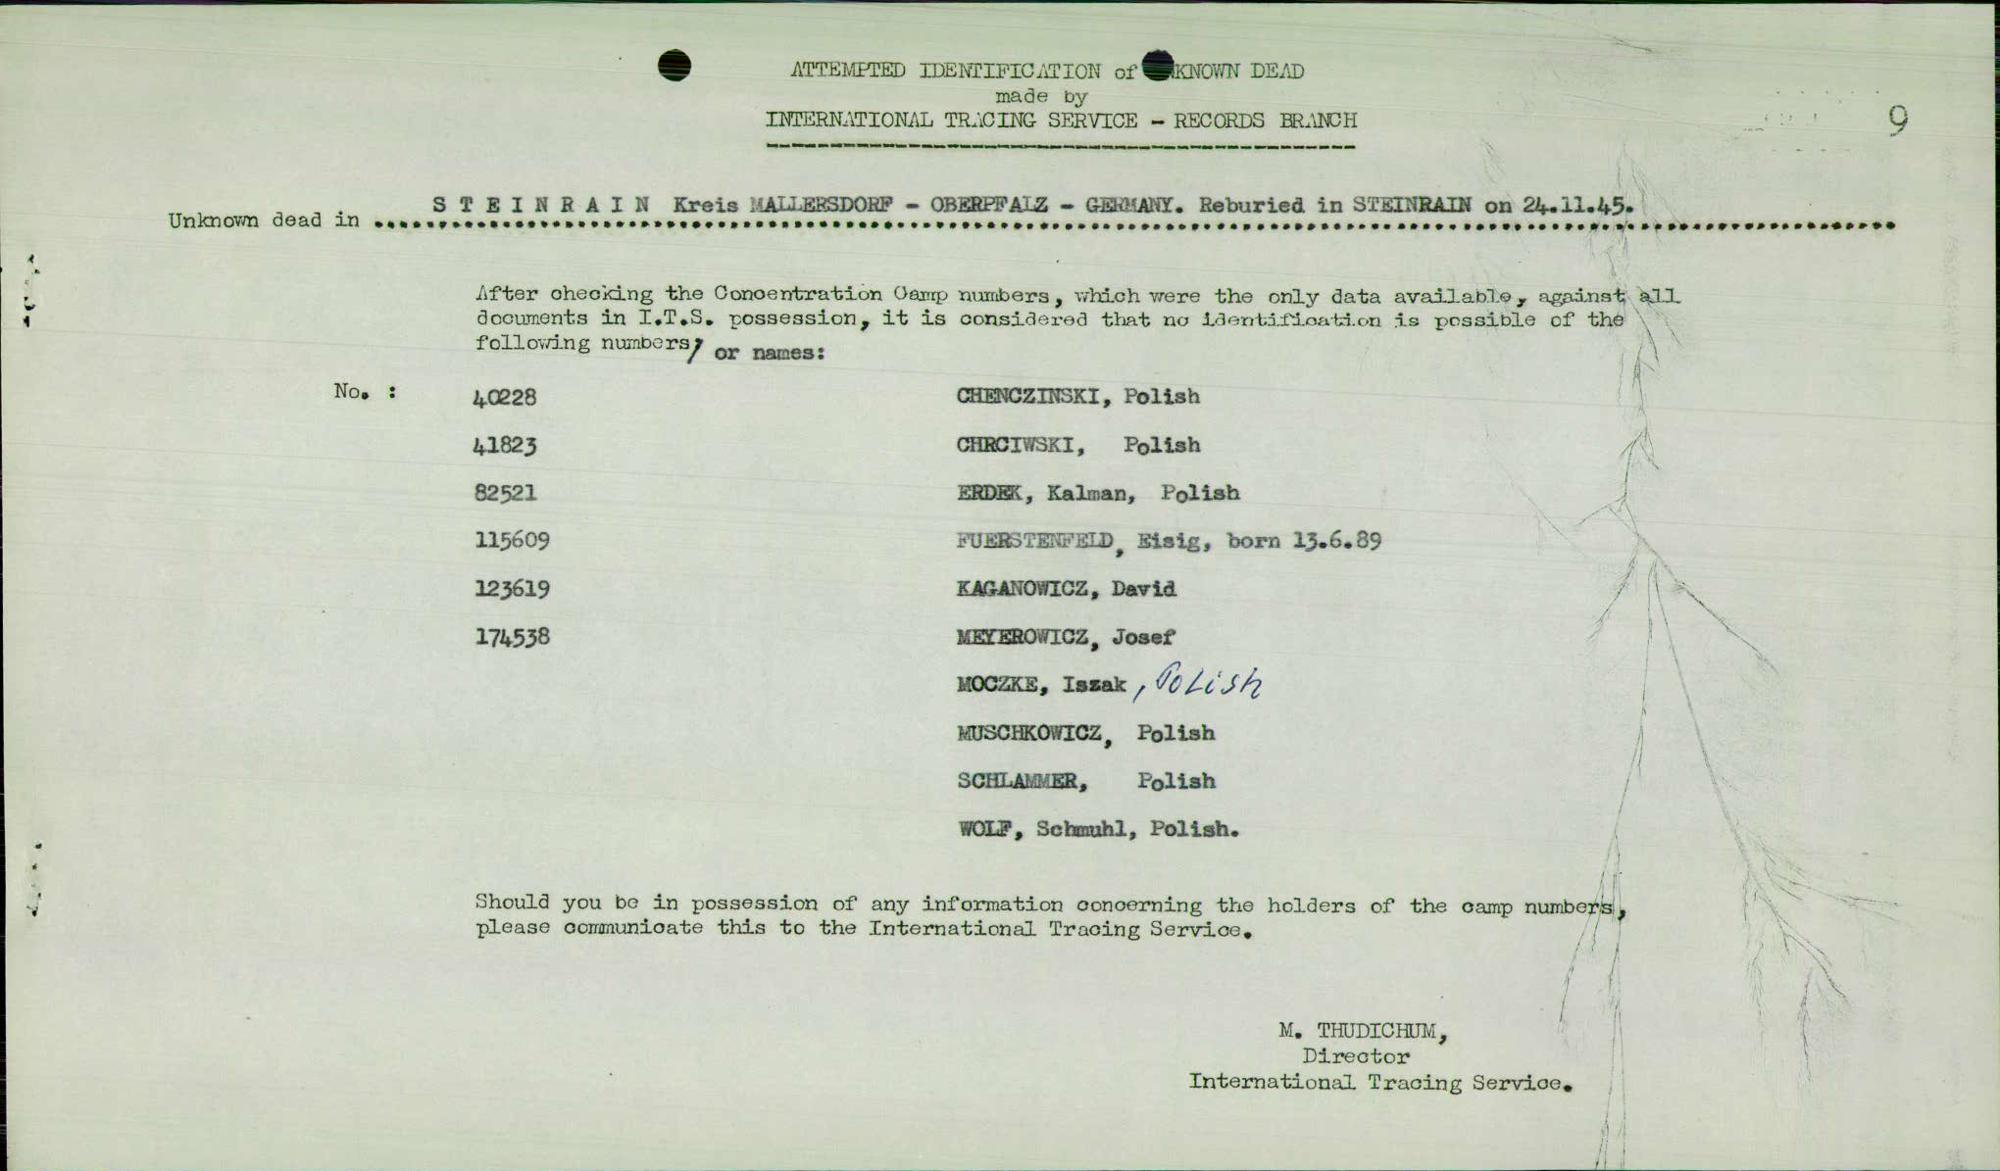 ATTEMPTED IDENTIFICATION of UNKNOWN DEAD
made by
INTERNATIONAL TRACING SERVICE - RECORDS BRANCH
9
Unknown dead in S T E I N R A I N Kreis MALLERSDORF - OBERPFALZ - GERMANY. Reburied in STEINRAIN on 24.11.45.
After checking the Concentration Camp numbers, which were the only data available, against all
documents in I.T.S. possession, it is considered that no identification is possible of the
following numbers, or names:
No. : 40228 CHENCZINSKI, Polish
41823 CHRCIWSKI, Polish
82521 ERDEK, Kalman, Polish
115609 FUERSTENFELD, Eisig, born 13.6.89
123619 KAGANOWICZ, David
174538 MEYEROWICZ, Josef
MOCZKE, Iszak, Polish
MUSCHKOWICZ, Polish
SCHLAMMER, Polish
WOLF, Schmuhl, Polish.
Should you be in possession of any information concerning the holders of the camp numbers,
please communicate this to the International Tracing Service.
M. THUDICHUM,
Director
International Tracing Service.